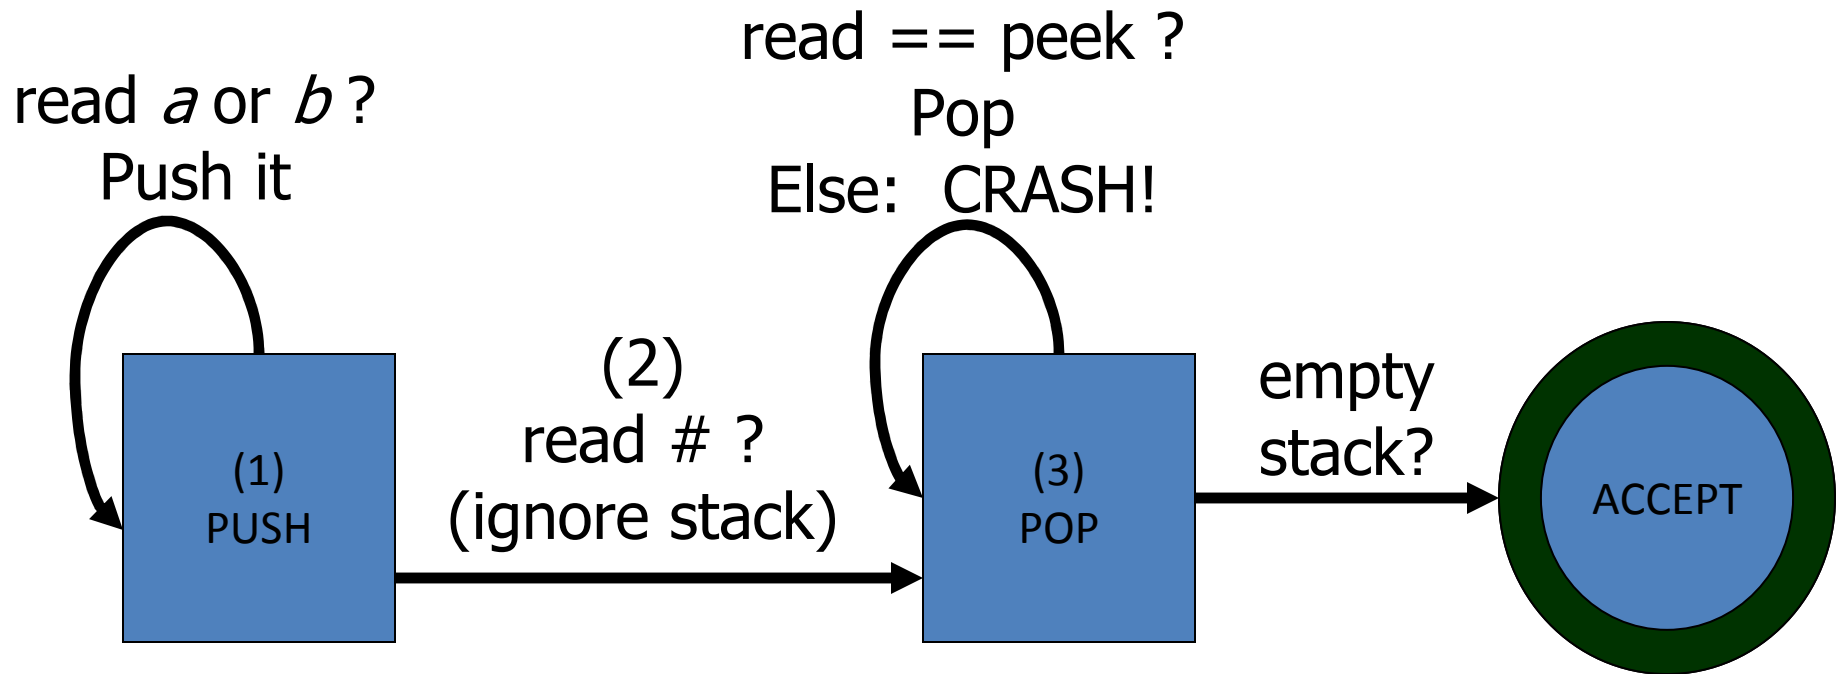 read a or b ?
Push it
read == peek ?
Pop
Else: CRASH!
(1)
PUSH
(2)
read # ?
(ignore stack)
(3)
POP
empty
stack?
ACCEPT